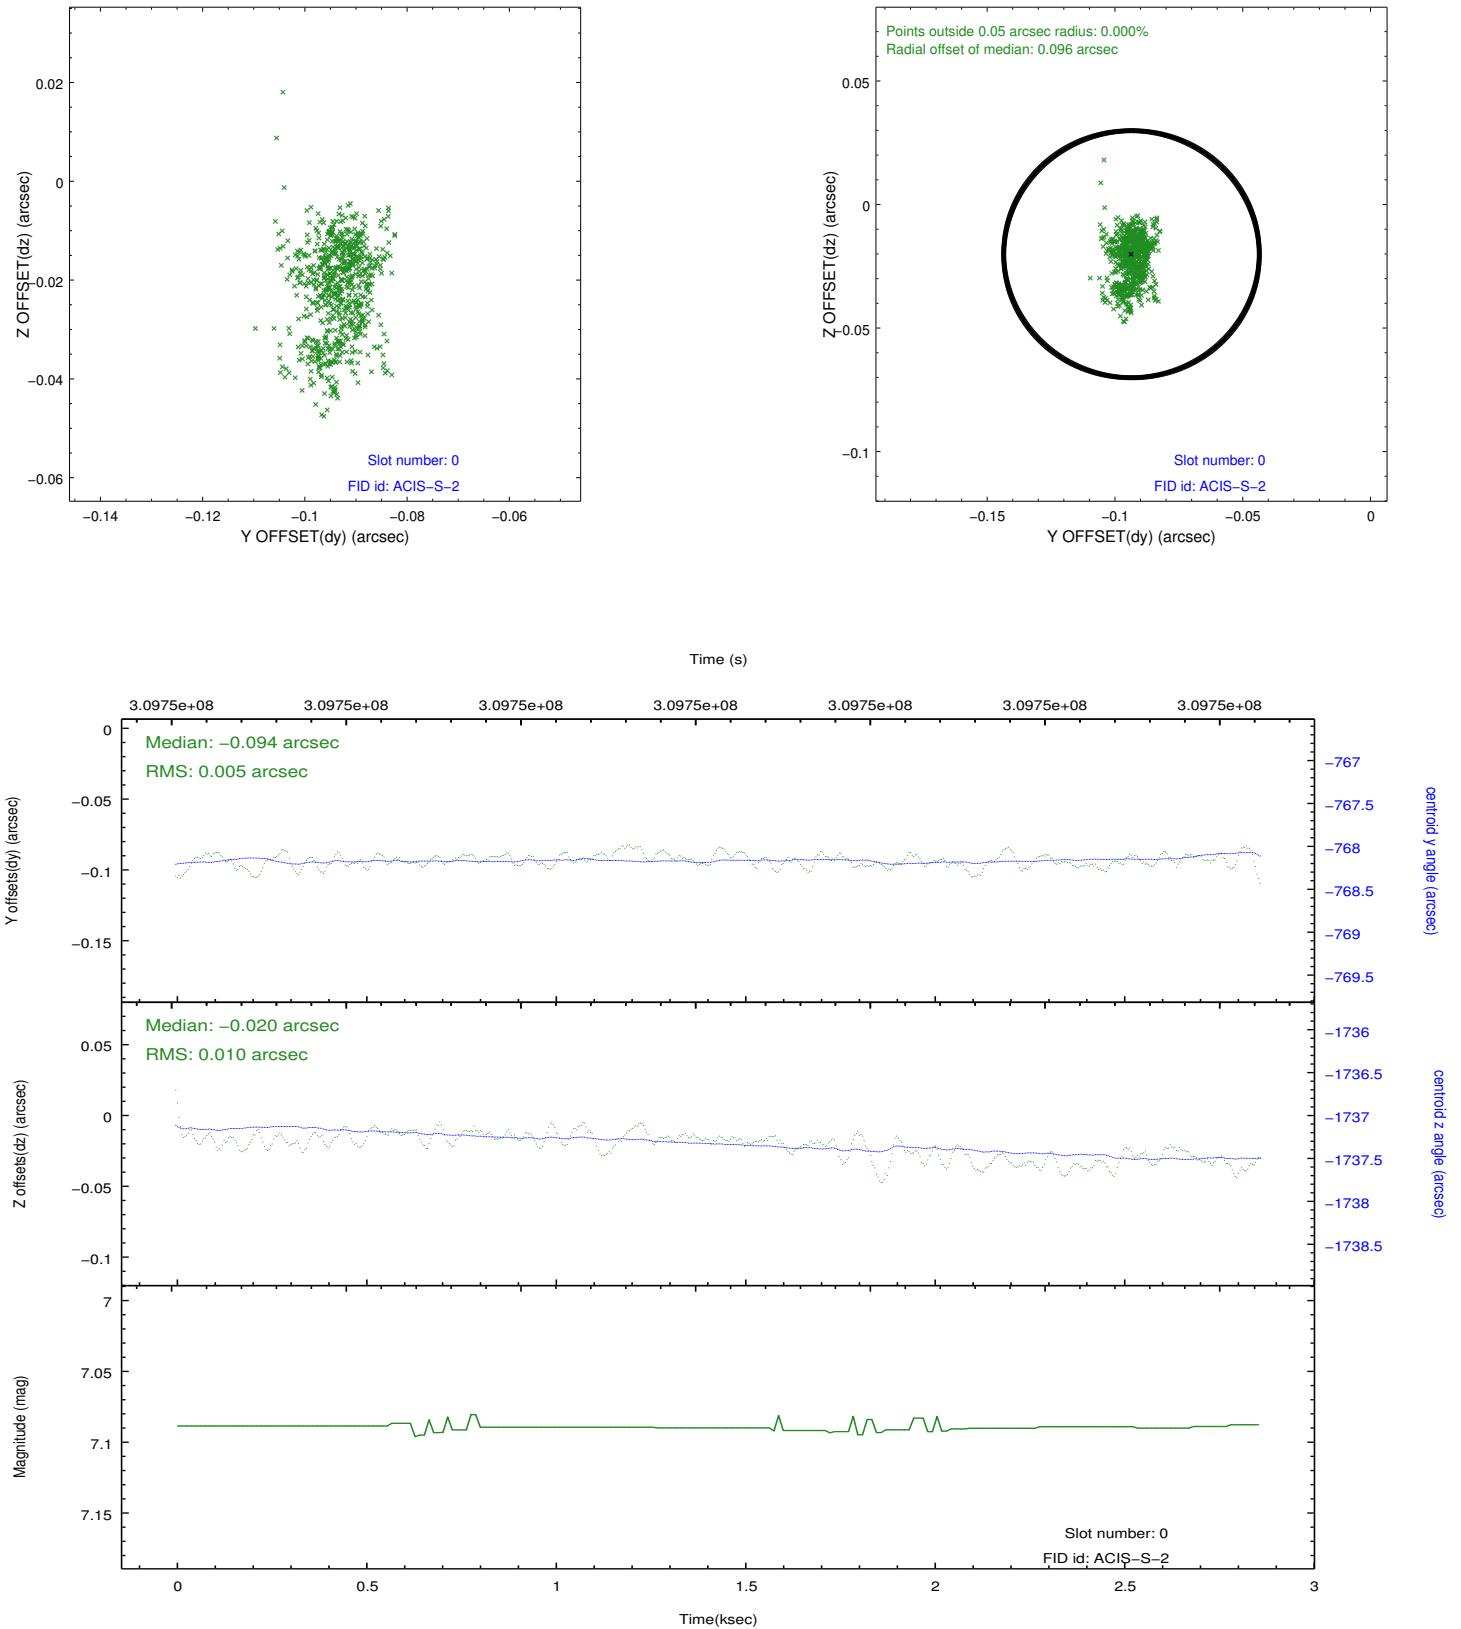 0.02
0
−0.02
−0.04
−0.06
Z OFFSET(dz) (arcsec)
Slot number: 0
FID id: ACIS−S−2
−0.14
−0.12
−0.1
−0.08
−0.06
Y OFFSET(dy) (arcsec)
Points outside 0.05 arcsec radius: 0.000%
Radial offset of median: 0.096 arcsec
0.05
0
−0.05
−0.1
Z OFFSET(dz) (arcsec)
Slot number: 0
FID id: ACIS−S−2
−0.15
−0.1
−0.05
0
Y OFFSET(dy) (arcsec)
Time (s)
3.0975e+08
3.0975e+08
3.0975e+08
3.0975e+08
3.0975e+08
3.0975e+08
3.0975e+08
Median: −0.094 arcsec
RMS: 0.005 arcsec
0
−0.05
−0.1
−0.15
Y offsets(dy) (arcsec)
−767
−767.5
−768
−768.5
−769
−769.5
centroid y angle (arcsec)
Median: −0.020 arcsec
RMS: 0.010 arcsec
0.05
0
−0.05
−0.1
Z offsets(dz) (arcsec)
−1736
−1736.5
−1737
−1737.5
−1738
−1738.5
centroid z angle (arcsec)
7
7.05
7.1
7.15
Magnitude (mag)
Slot number: 0
FID id: ACIS−S−2
0
0.5
1
1.5
2
2.5
3
Time(ksec)